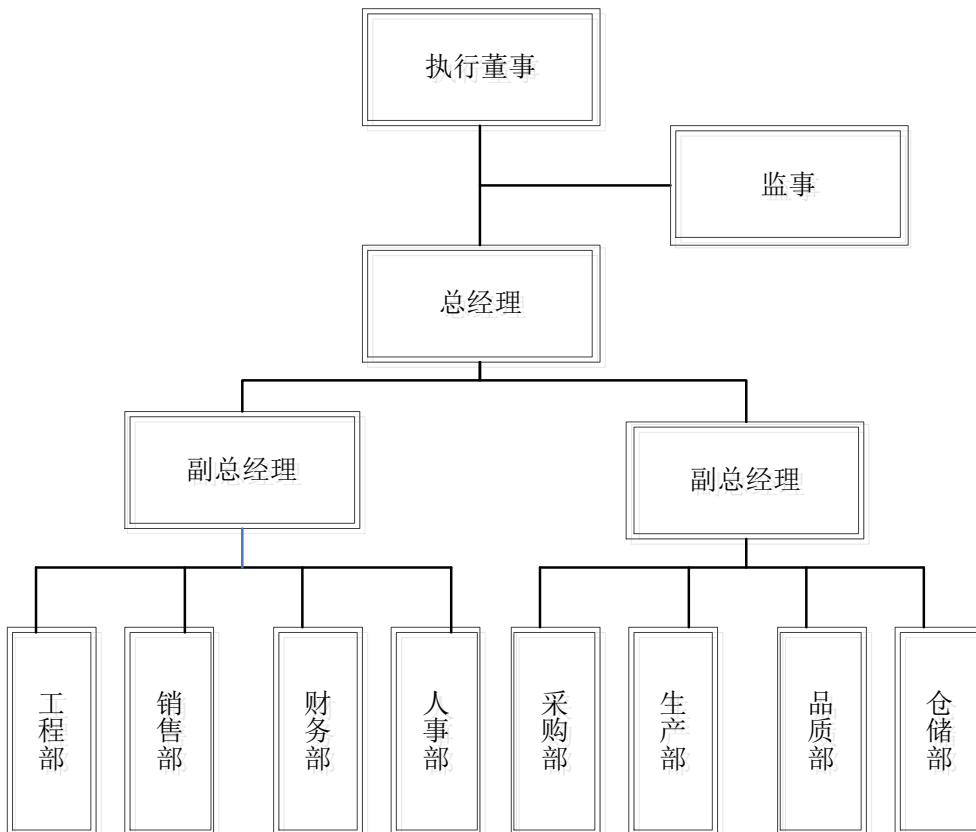 执行董事
监事
总经理
副总经理
副总经理
工程部
销售部
财务部
人事部
采购部
生产部
品质部
仓储部